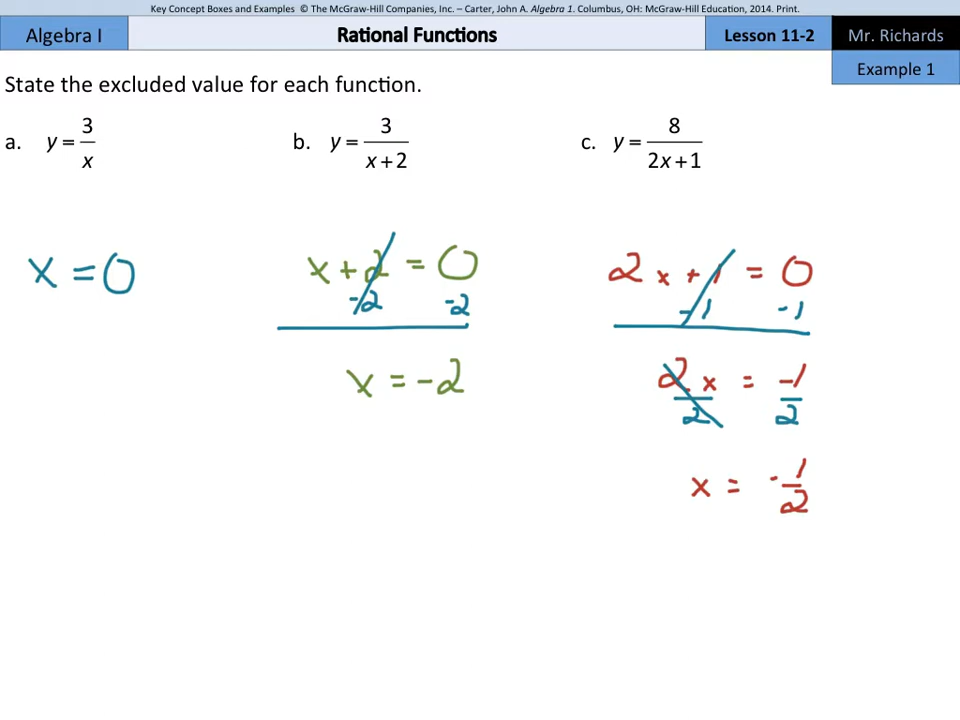 Key Concept Boxes and Examples © The McGraw-Hill Companies, Inc. – Carter, John A. Algebra 1. Columbus, OH: McGraw-Hill Education, 2014. Print.
Algebra I Rational Functions Lesson 11-2 Mr. Richards
Example 1
State the excluded value for each function.
a. y = 3/x b. y = 3/(x + 2) c. y = 8/(2x + 1)
x = 0 x + 2 = 0 2x + 1 = 0
-2 -2 -1 -1
x = -2 2x/2 = -1/2
x = -1/2